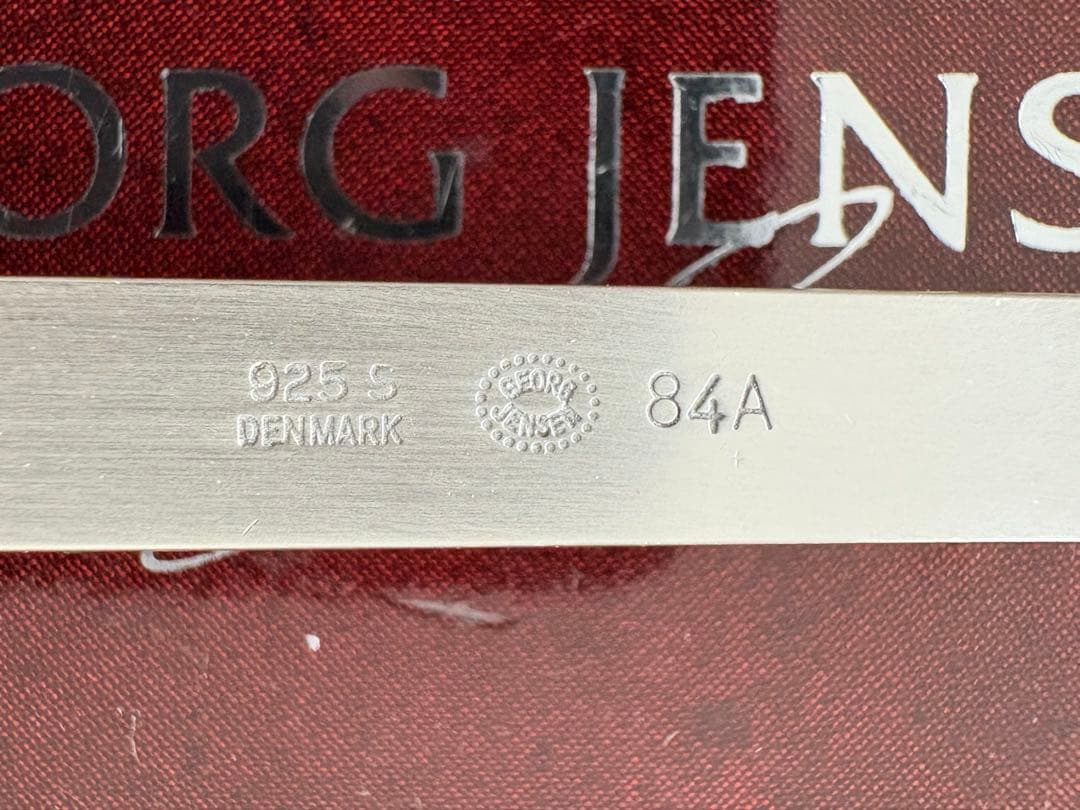 ORG JENS
925 S
DENMARK
GEORG
JENSEN
84A